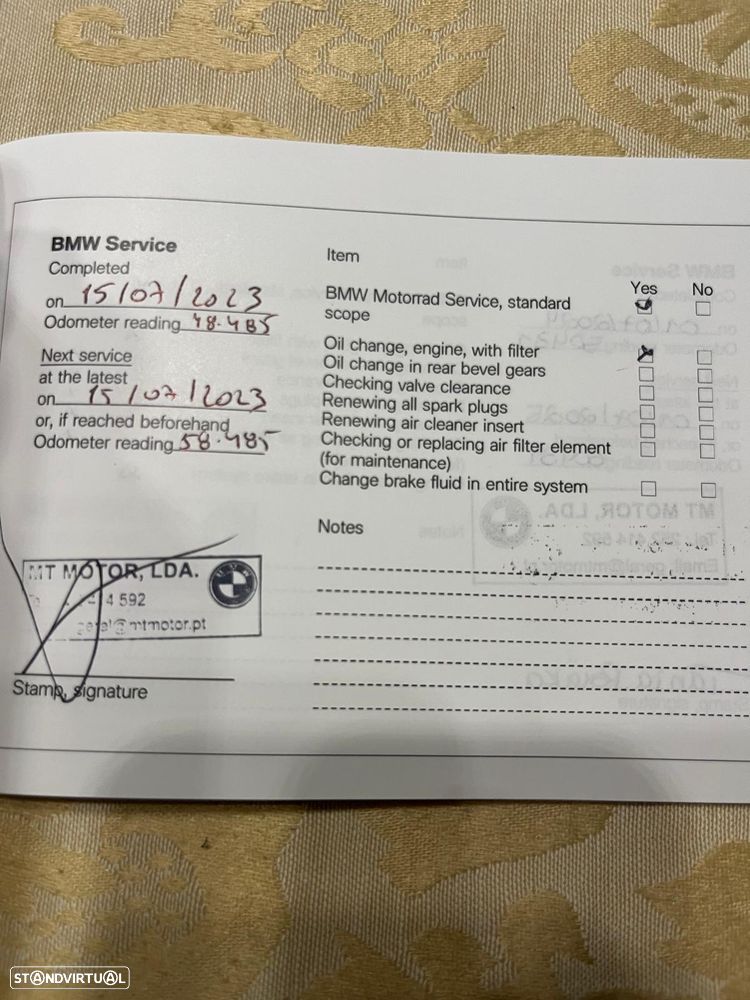 BMW Service
Completed
on 15/07/2023
Odometer reading 48.485
Next service
at the latest
on 15/07/2023
or, if reached beforehand
Odometer reading 58.485
Item
Yes No
BMW Motorrad Service, standard
scope
Oil change, engine, with filter
Oil change in rear bevel gears
Checking valve clearance
Renewing all spark plugs
Renewing air cleaner insert
Checking or replacing air filter element
(for maintenance)
Change brake fluid in entire system
Notes
MT MOTOR, LDA.
4 592
geral@mtmotor.pt
BMW
Stamp, signature
STANDVIRTUAL